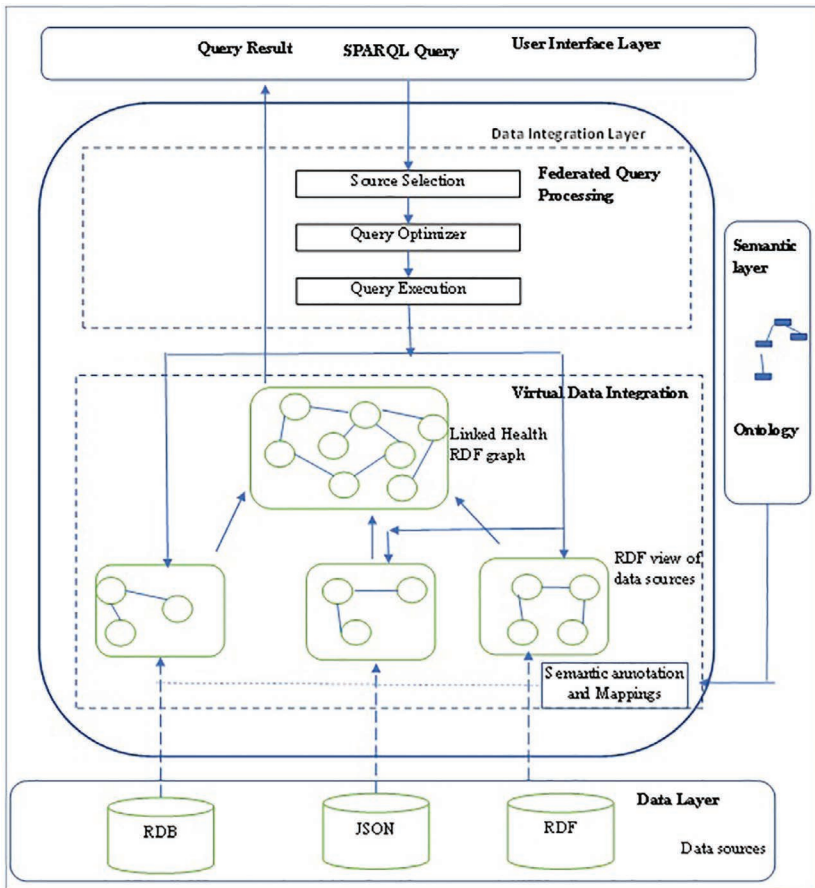 Query Result
SPARQL Query
User Interface Layer
Data Integration Layer
Source Selection
Federated Query
Processing
Query Optimizer
Query Execution
Semantic
layer
Ontology
Virtual Data Integration
Linked Health
RDF graph
RDF view of
data sources
Semantic annotation
and Mappings
Data Layer
RDB
JSON
RDF
Data sources